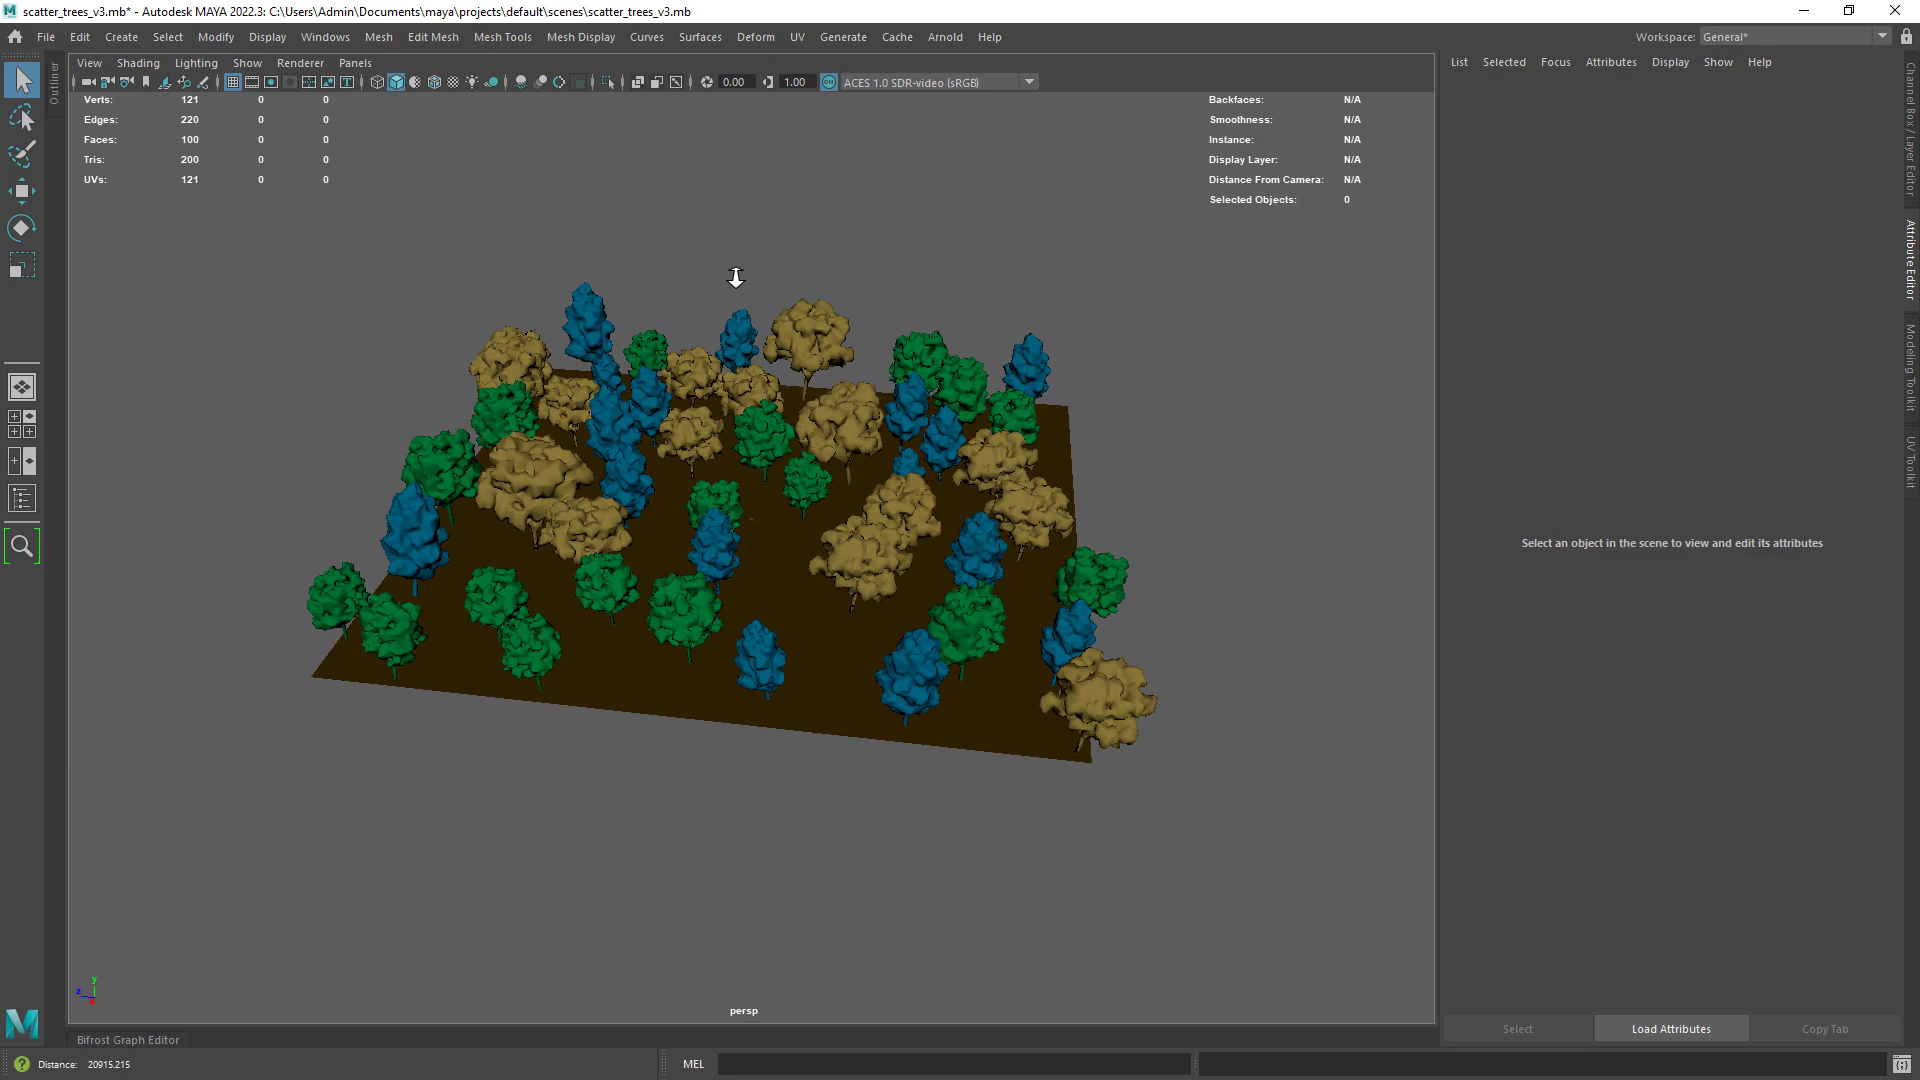 scatter_trees_v3.mb* - Autodesk MAYA 2022.3: C:\Users\Admin\Documents\maya\projects\default\scenes\scatter_trees_v3.mb
File Edit Create Select Modify Display Windows Mesh Edit Mesh Mesh Tools Mesh Display Curves Surfaces Deform UV Generate Cache Arnold Help
Workspace: General*
Outliner
View Shading Lighting Show Renderer Panels
0.00 1.00 ON ACES 1.0 SDR-video (sRGB)
Verts: 121 0 0
Edges: 220 0 0
Faces: 100 0 0
Tris: 200 0 0
UVs: 121 0 0
Backfaces: N/A
Smoothness: N/A
Instance: N/A
Display Layer: N/A
Distance From Camera: N/A
Selected Objects: 0
List Selected Focus Attributes Display Show Help
Channel Box / Layer Editor
Attribute Editor
Modeling Toolkit
UV Toolkit
Select an object in the scene to view and edit its attributes
y
z
x
persp
Select Load Attributes Copy Tab
Bifrost Graph Editor
Distance: 20915.215
MEL